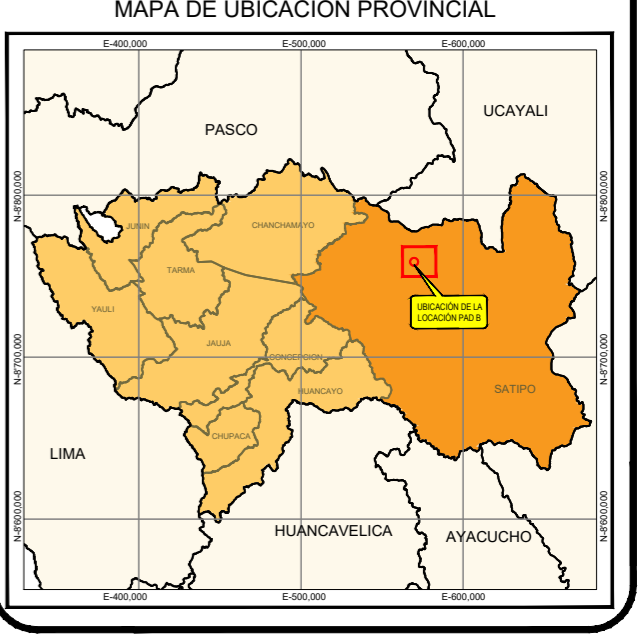 MAPA DE UBICACIÓN PROVINCIAL
E-400,000 E-500,000 E-600,000
UCAYALI
PASCO
N-8'800,000 N-8'800,000
JUNIN CHANCHAMAYO
TARMA
UBICACIÓN DE LA
LOCACIÓN PAD B
YAULI
JAUJA
N-8'700,000 CONCEPCION N-8'700,000
HUANCAYO SATIPO
CHUPACA
LIMA
N-8'600,000 N-8'600,000
HUANCAVELICA AYACUCHO
E-400,000 E-500,000 E-600,000